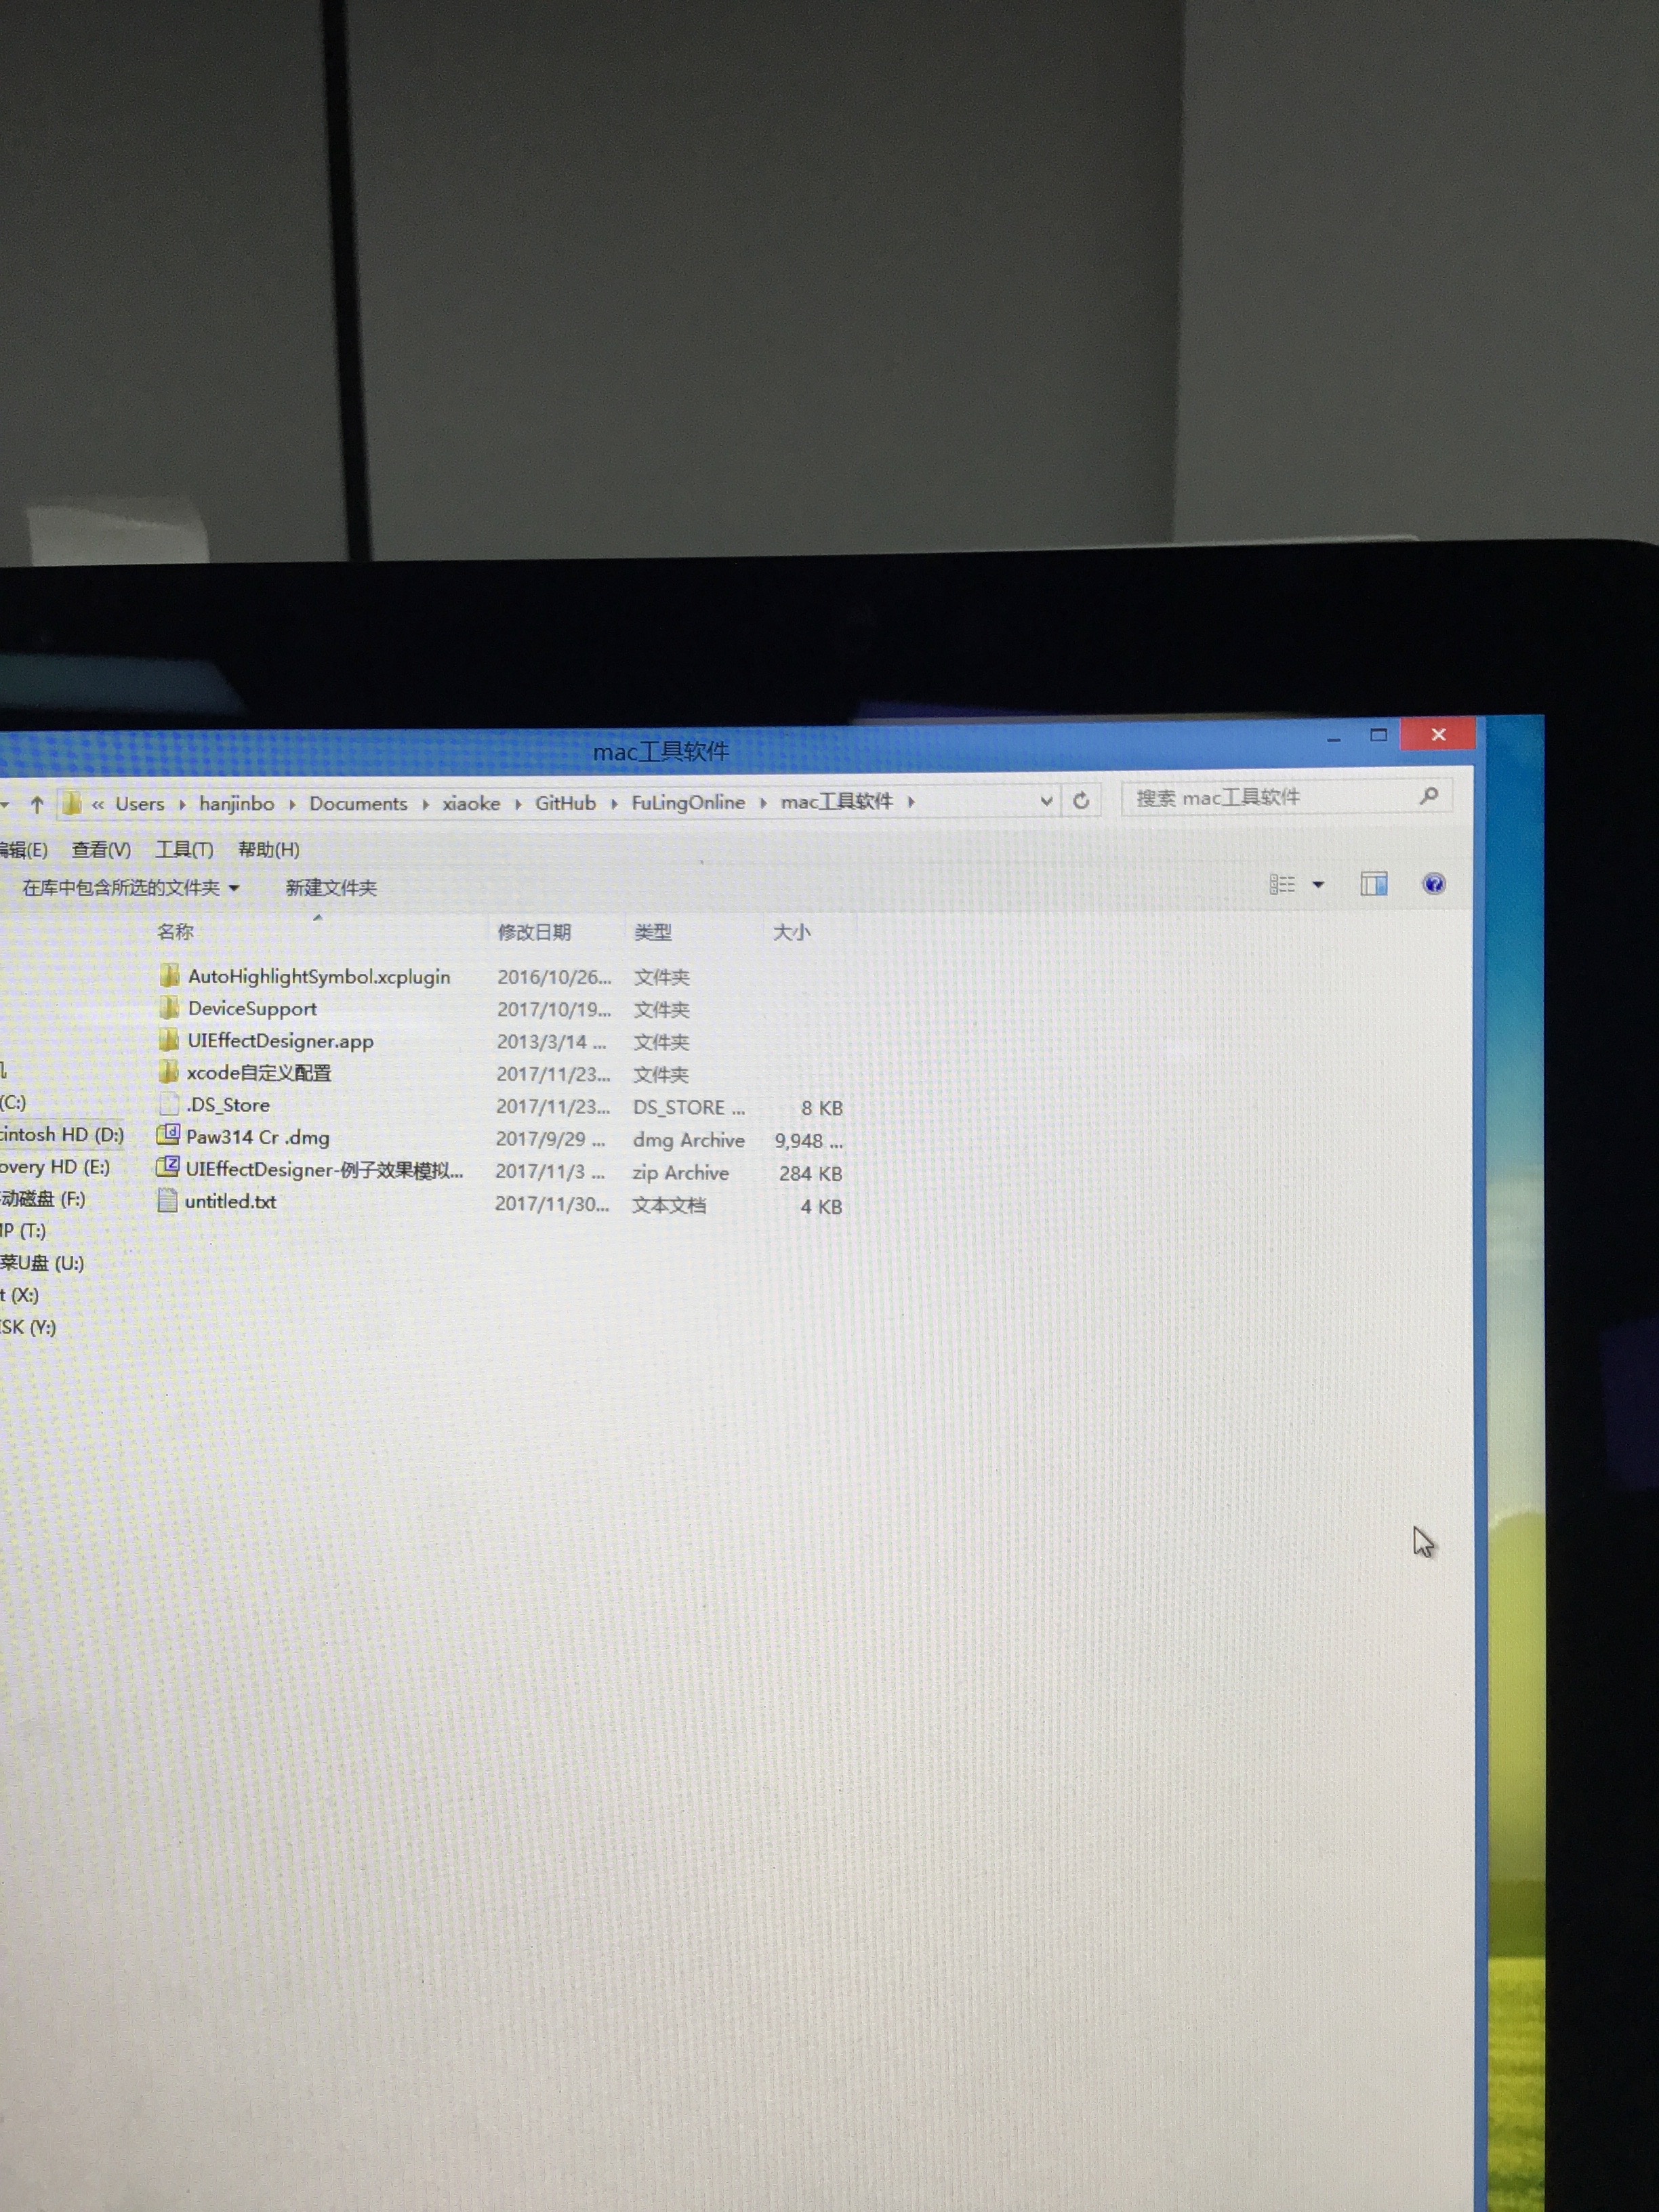 mac工具软件
« Users hanjinbo Documents xiaoke GitHub FuLingOnline mac工具软件 搜索 mac工具软件
编辑(E) 查看(V) 工具(T) 帮助(H)
在库中包含所选的文件夹 新建文件夹
名称 修改日期 类型 大小
AutoHighlightSymbol.xcplugin 2016/10/26... 文件夹
DeviceSupport 2017/10/19... 文件夹
UIEffectDesigner.app 2013/3/14 ... 文件夹
xcode自定义配置 2017/11/23... 文件夹
(C:) .DS_Store 2017/11/23... DS_STORE ... 8 KB
cintosh HD (D:) Paw314 Cr .dmg 2017/9/29 ... dmg Archive 9,948 ...
overy HD (E:) UIEffectDesigner-例子效果模拟... 2017/11/3 ... zip Archive 284 KB
动磁盘 (F:) untitled.txt 2017/11/30... 文本文档 4 KB
MP (T:)
菜U盘 (U:)
t (X:)
ISK (Y:)